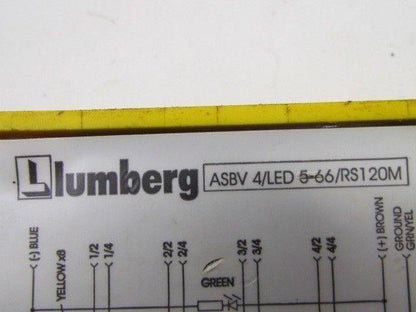 lumberg ASBV 4/LED 5-66/RS120M
(-) BLUE
YELLOW x8
1/2
1/4
2/2
2/4
GREEN
3/2
3/4
4/2
4/4
(+) BROWN
GROUND
GRN/YEL